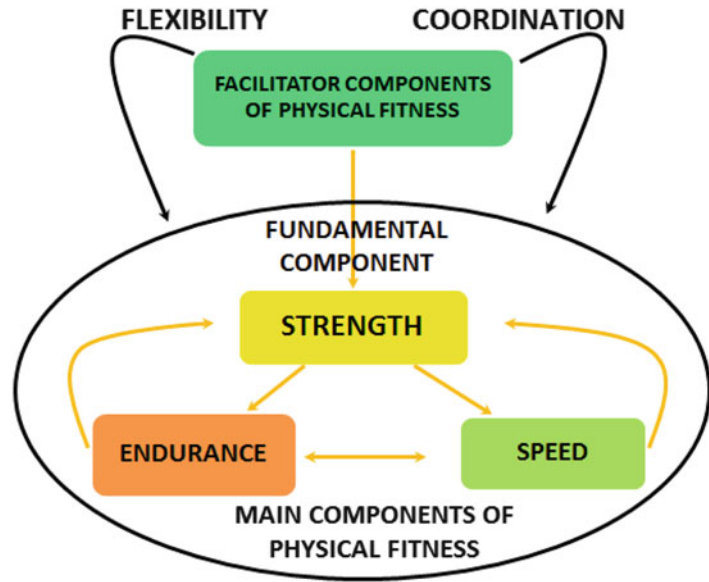 FLEXIBILITY
COORDINATION
FACILITATOR COMPONENTS
OF PHYSICAL FITNESS
FUNDAMENTAL
COMPONENT
STRENGTH
ENDURANCE
SPEED
MAIN COMPONENTS OF
PHYSICAL FITNESS